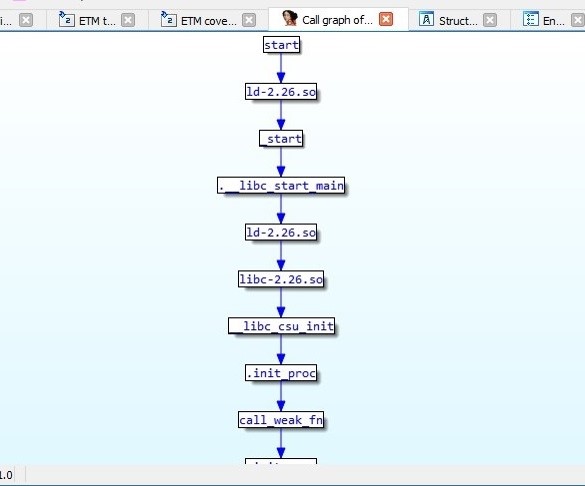 i...
ETM t...
ETM cove...
Call graph of...
Struct...
En...
start
ld-2.26.so
_start
.__libc_start_main
ld-2.26.so
libc-2.26.so
__libc_csu_init
.init_proc
call_weak_fn
1.0